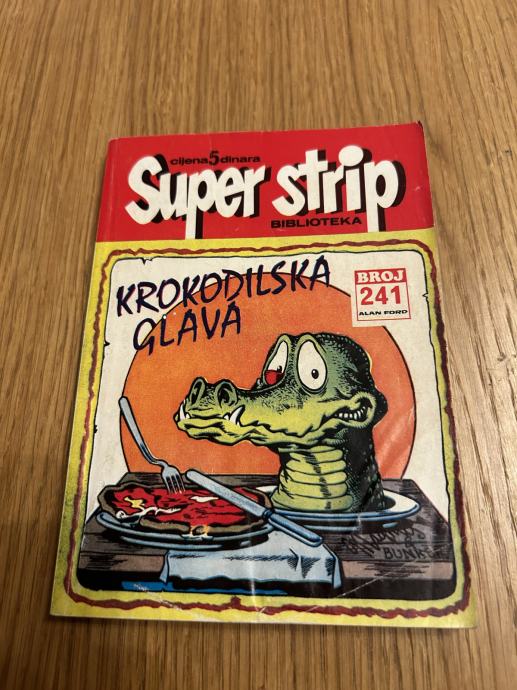 cijena 5 dinara
Super strip
BIBLIOTEKA
KROKODILSKA
GLAVA
BROJ
241
ALAN FORD